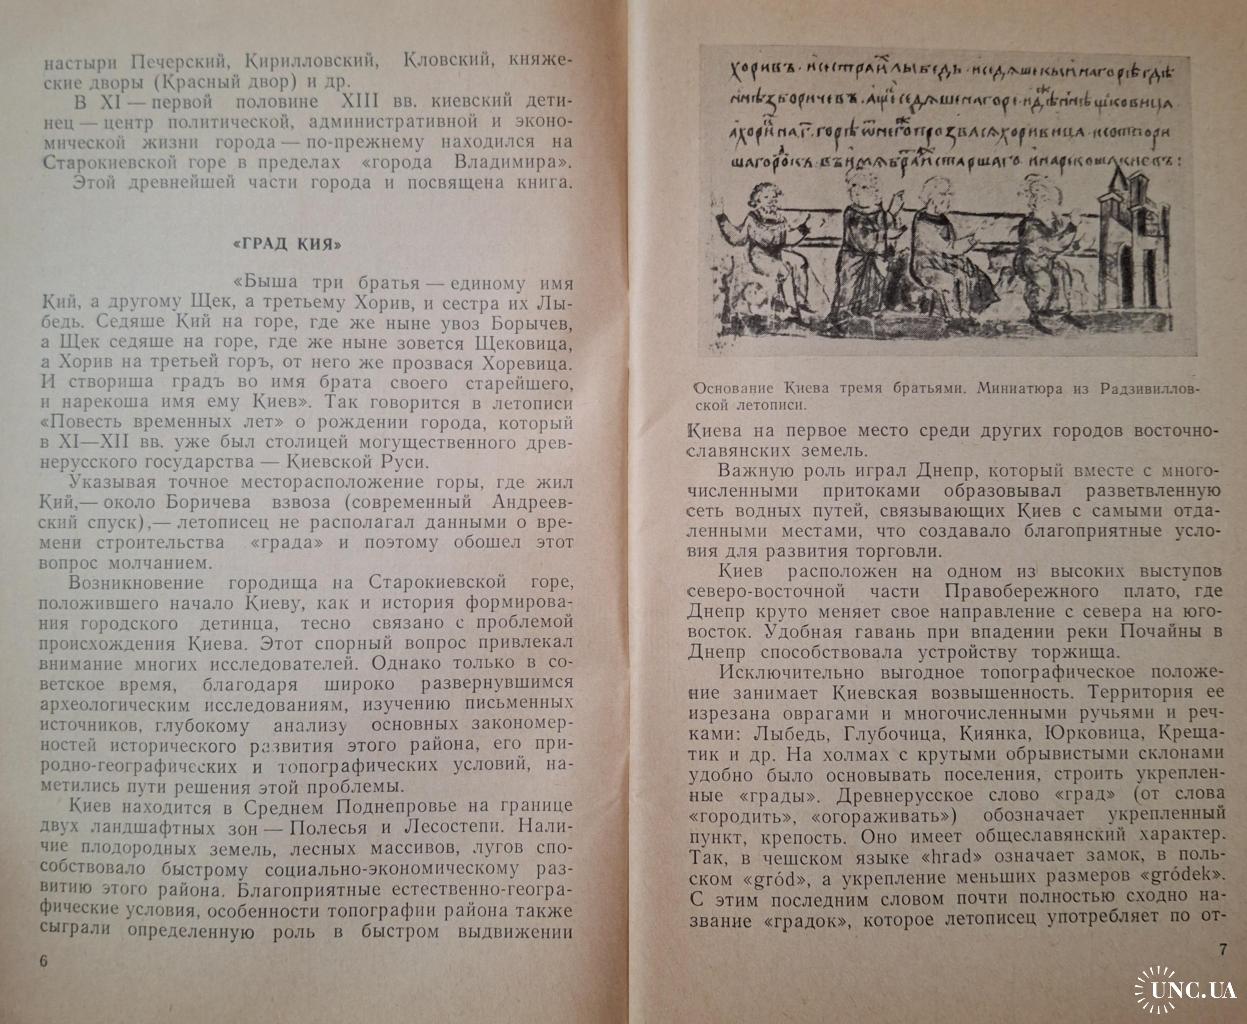 настыри Печерский, Кирилловский, Кловский, княже-
ские дворы (Красный двор) и др.
В XI — первой половине XIII вв. киевский дети-
нец — центр политической, административной и эконо-
мической жизни города — по-прежнему находился на
Старокиевской горе в пределах «города Владимира».
Этой древнейшей части города и посвящена книга.
«ГРАД КИЯ»
«Быша три братья — единому имя
Кий, а другому Щек, а третьему Хорив, и сестра их Лы-
бедь. Седяше Кий на горе, где же ныне увоз Борычев,
а Щек седяше на горе, где же ныне зовется Щековица,
а Хорив на третьей горъ, от него же прозвася Хоревица.
И створиша градъ во имя брата своего старейшего,
и нарекоша имя ему Киев». Так говорится в летописи
«Повесть временных лет» о рождении города, который
в XI—XII вв. уже был столицей могущественного древ-
нерусского государства — Киевской Руси.
Указывая точное месторасположение горы, где жил
Кий,— около Боричева взвоза (современный Андреев-
ский спуск),— летописец не располагал данными о вре-
мени строительства «града» и поэтому обошел этот
вопрос молчанием.
Возникновение городища на Старокиевской горе,
положившего начало Киеву, как и история формирова-
ния городского детинца, тесно связано с проблемой
происхождения Киева. Этот спорный вопрос привлекал
внимание многих исследователей. Однако только в со-
ветское время, благодаря широко развернувшимся
археологическим исследованиям, изучению письменных
источников, глубокому анализу основных закономер-
ностей исторического развития этого района, его при-
родно-географических и топографических условий, на-
метились пути решения этой проблемы.
Киев находится в Среднем Поднепровье на границе
двух ландшафтных зон — Полесья и Лесостепи. Нали-
чие плодородных земель, лесных массивов, лугов спо-
собствовало быстрому социально-экономическому раз-
витию этого района. Благоприятные естественно-геогра-
фические условия, особенности топографии района также
сыграли определенную роль в быстром выдвижении
6
Основание Киева тремя братьями. Миниатюра из Радзивиллов-
ской летописи.
Киева на первое место среди других городов восточно-
славянских земель.
Важную роль играл Днепр, который вместе с много-
численными притоками образовывал разветвленную
сеть водных путей, связывающих Киев с самыми отда-
ленными местами, что создавало благоприятные усло-
вия для развития торговли.
Киев расположен на одном из высоких выступов
северо-восточной части Правобережного плато, где
Днепр круто меняет свое направление с севера на юго-
восток. Удобная гавань при впадении реки Почайны в
Днепр способствовала устройству торжища.
Исключительно выгодное топографическое положе-
ние занимает Киевская возвышенность. Территория ее
изрезана оврагами и многочисленными ручьями и реч-
ками: Лыбедь, Глубочица, Киянка, Юрковица, Креща-
тик и др. На холмах с крутыми обрывистыми склонами
удобно было основывать поселения, строить укреплен-
ные «грады». Древнерусское слово «град» (от слова
«городить», «огораживать») обозначает укрепленный
пункт, крепость. Оно имеет общеславянский характер.
Так, в чешском языке «hrad» означает замок, в поль-
ском «gród», а укрепление меньших размеров «gródek».
С этим последним словом почти полностью сходно на-
звание «градок», которое летописец употребляет по от-
7
UNC.UA